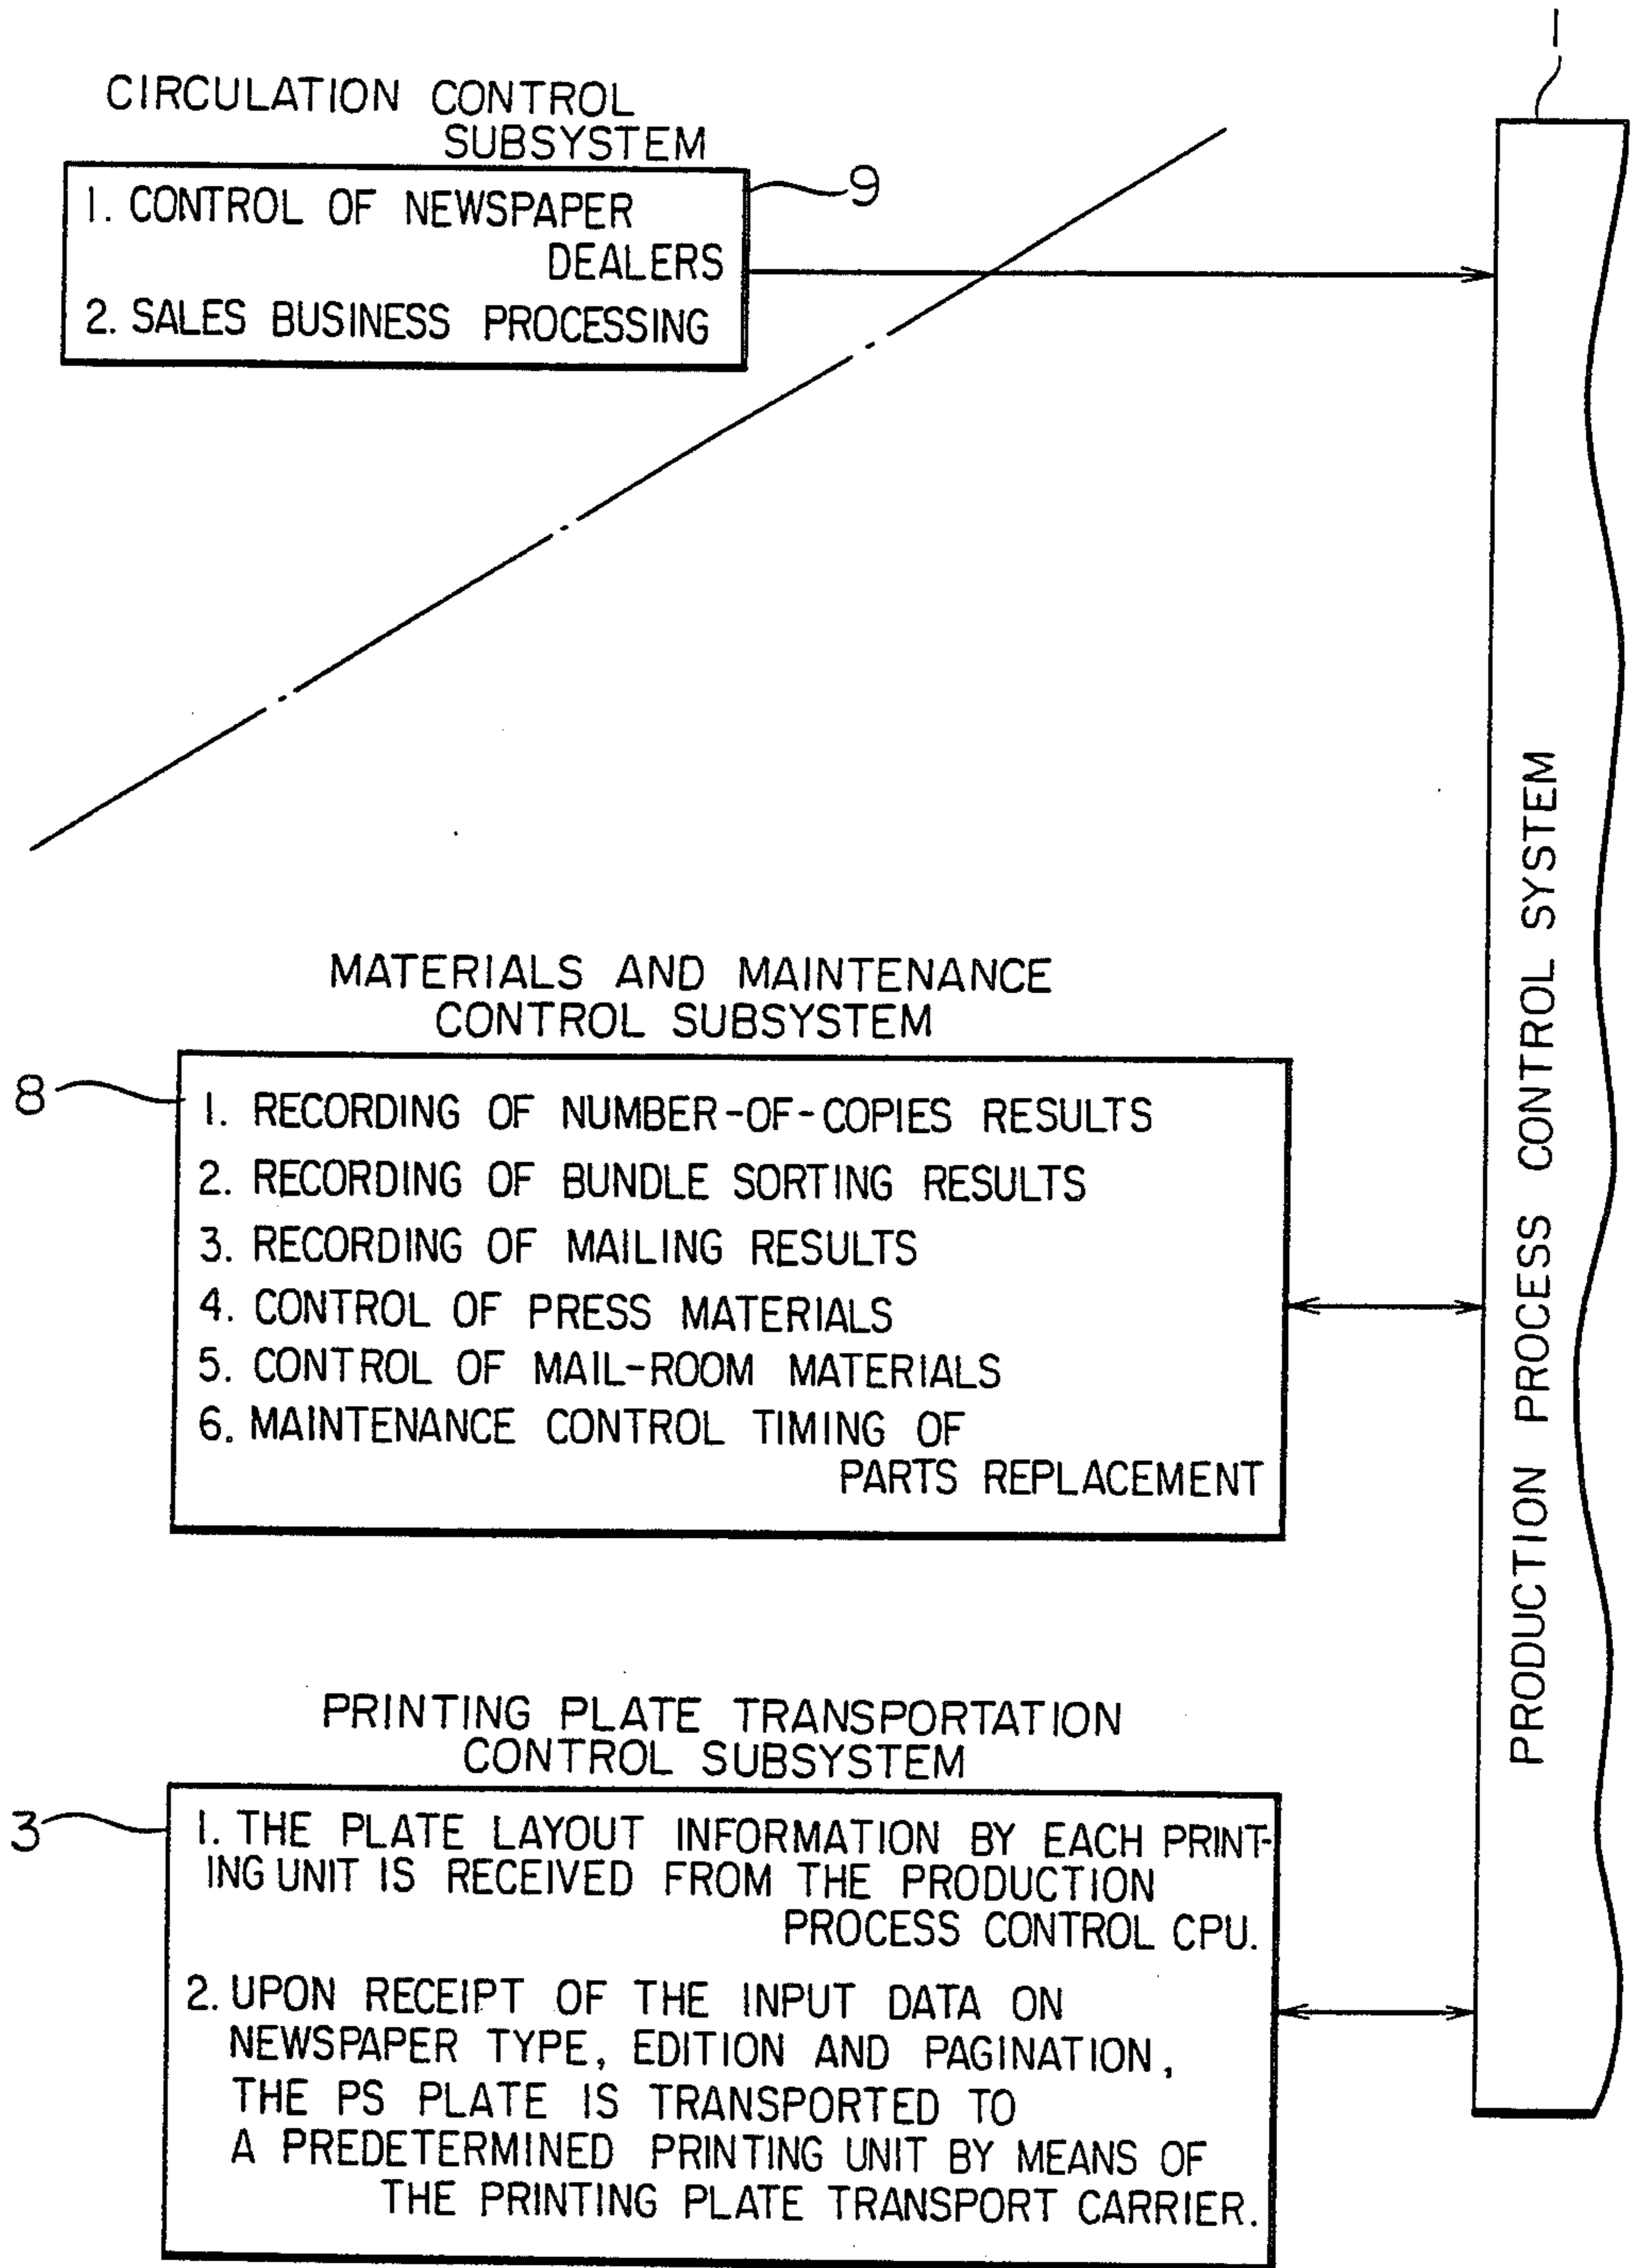 1
CIRCULATION CONTROL
SUBSYSTEM
9
1. CONTROL OF NEWSPAPER
DEALERS
2. SALES BUSINESS PROCESSING
MATERIALS AND MAINTENANCE
CONTROL SUBSYSTEM
8
1. RECORDING OF NUMBER-OF-COPIES RESULTS
2. RECORDING OF BUNDLE SORTING RESULTS
3. RECORDING OF MAILING RESULTS
4. CONTROL OF PRESS MATERIALS
5. CONTROL OF MAIL-ROOM MATERIALS
6. MAINTENANCE CONTROL TIMING OF
PARTS REPLACEMENT
PRODUCTION PROCESS CONTROL SYSTEM
PRINTING PLATE TRANSPORTATION
CONTROL SUBSYSTEM
3
1. THE PLATE LAYOUT INFORMATION BY EACH PRINT-
ING UNIT IS RECEIVED FROM THE PRODUCTION
PROCESS CONTROL CPU.
2. UPON RECEIPT OF THE INPUT DATA ON
NEWSPAPER TYPE, EDITION AND PAGINATION,
THE PS PLATE IS TRANSPORTED TO
A PREDETERMINED PRINTING UNIT BY MEANS OF
THE PRINTING PLATE TRANSPORT CARRIER.